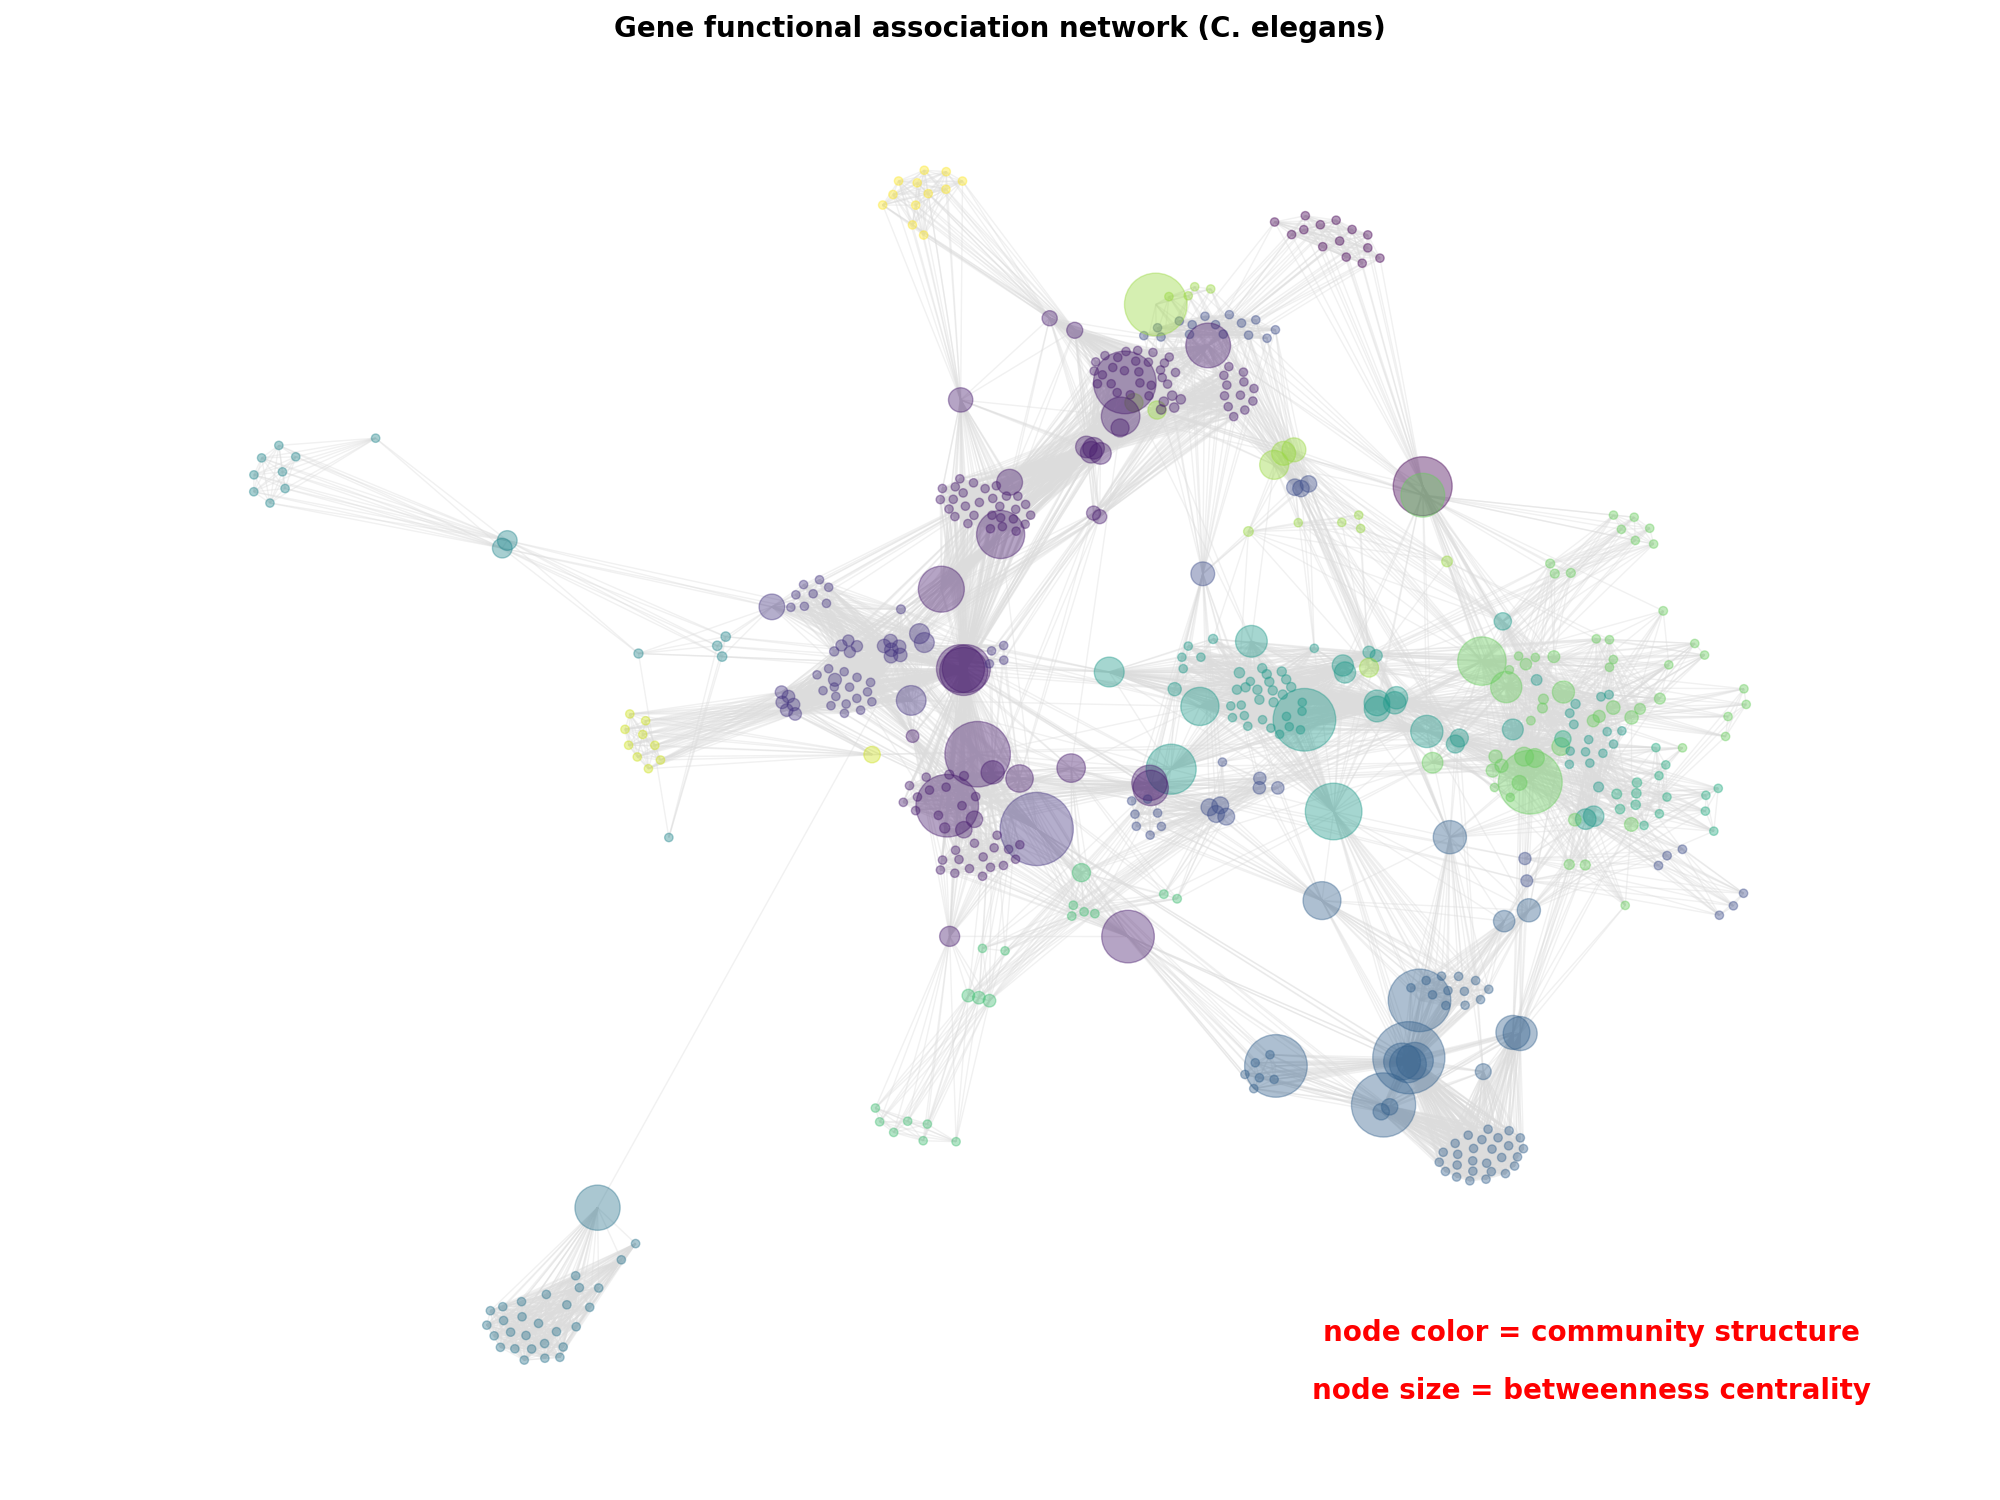 Gene functional association network (C. elegans)
node color = community structure
node size = betweenness centrality